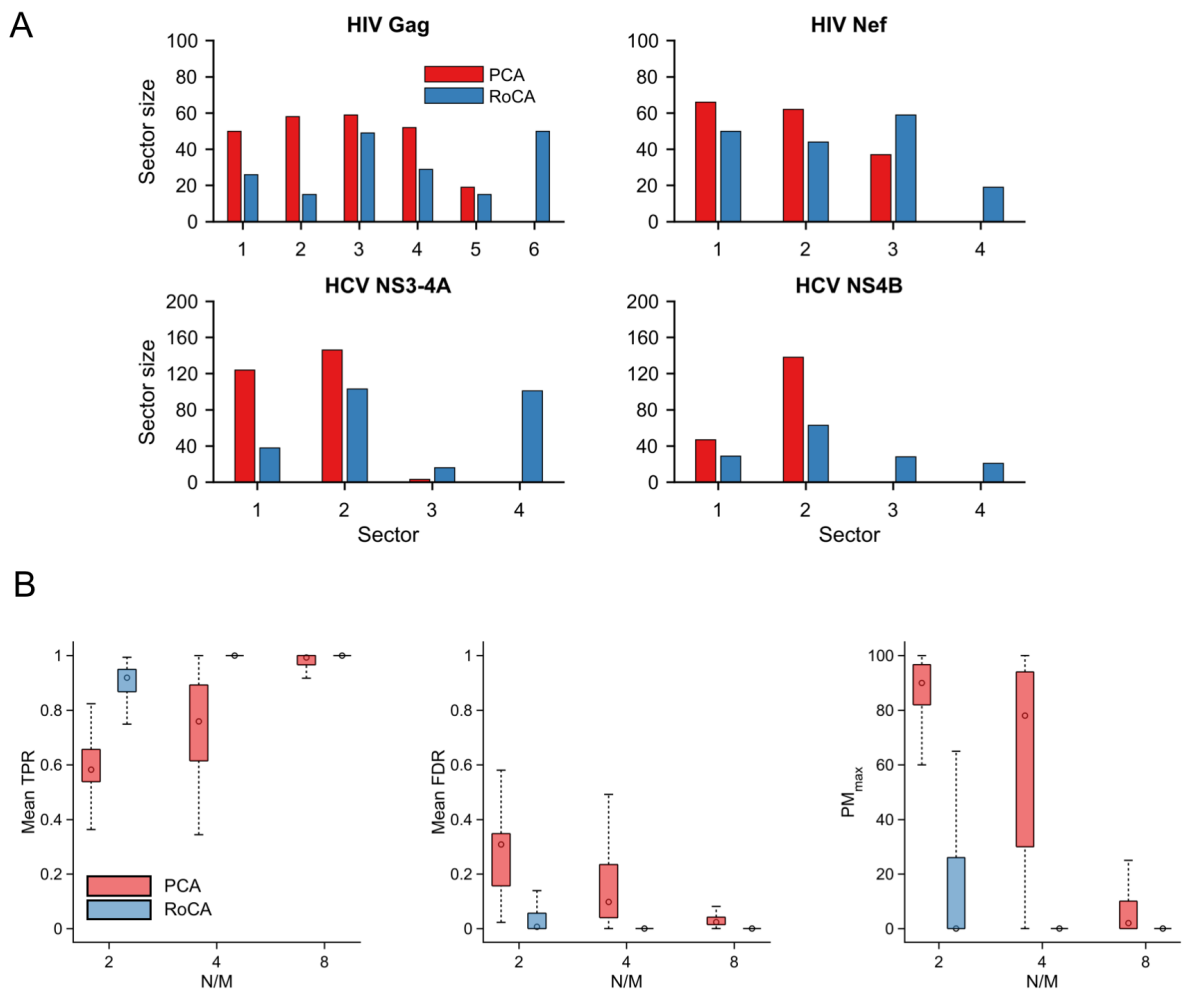 A
HIV Gag
100
80
60
40
20
0
Sector size
PCA
RoCA
1 2 3 4 5 6
HIV Nef
100
80
60
40
20
0
1 2 3 4
HCV NS3-4A
200
160
120
80
40
0
Sector size
1 2 3 4
Sector
HCV NS4B
200
160
120
80
40
0
1 2 3 4
Sector
B
1
0.8
0.6
0.4
0.2
0
Mean TPR
PCA
RoCA
2 4 8
N/M
1
0.8
0.6
0.4
0.2
0
Mean FDR
2 4 8
N/M
100
80
60
40
20
0
PMmax
2 4 8
N/M